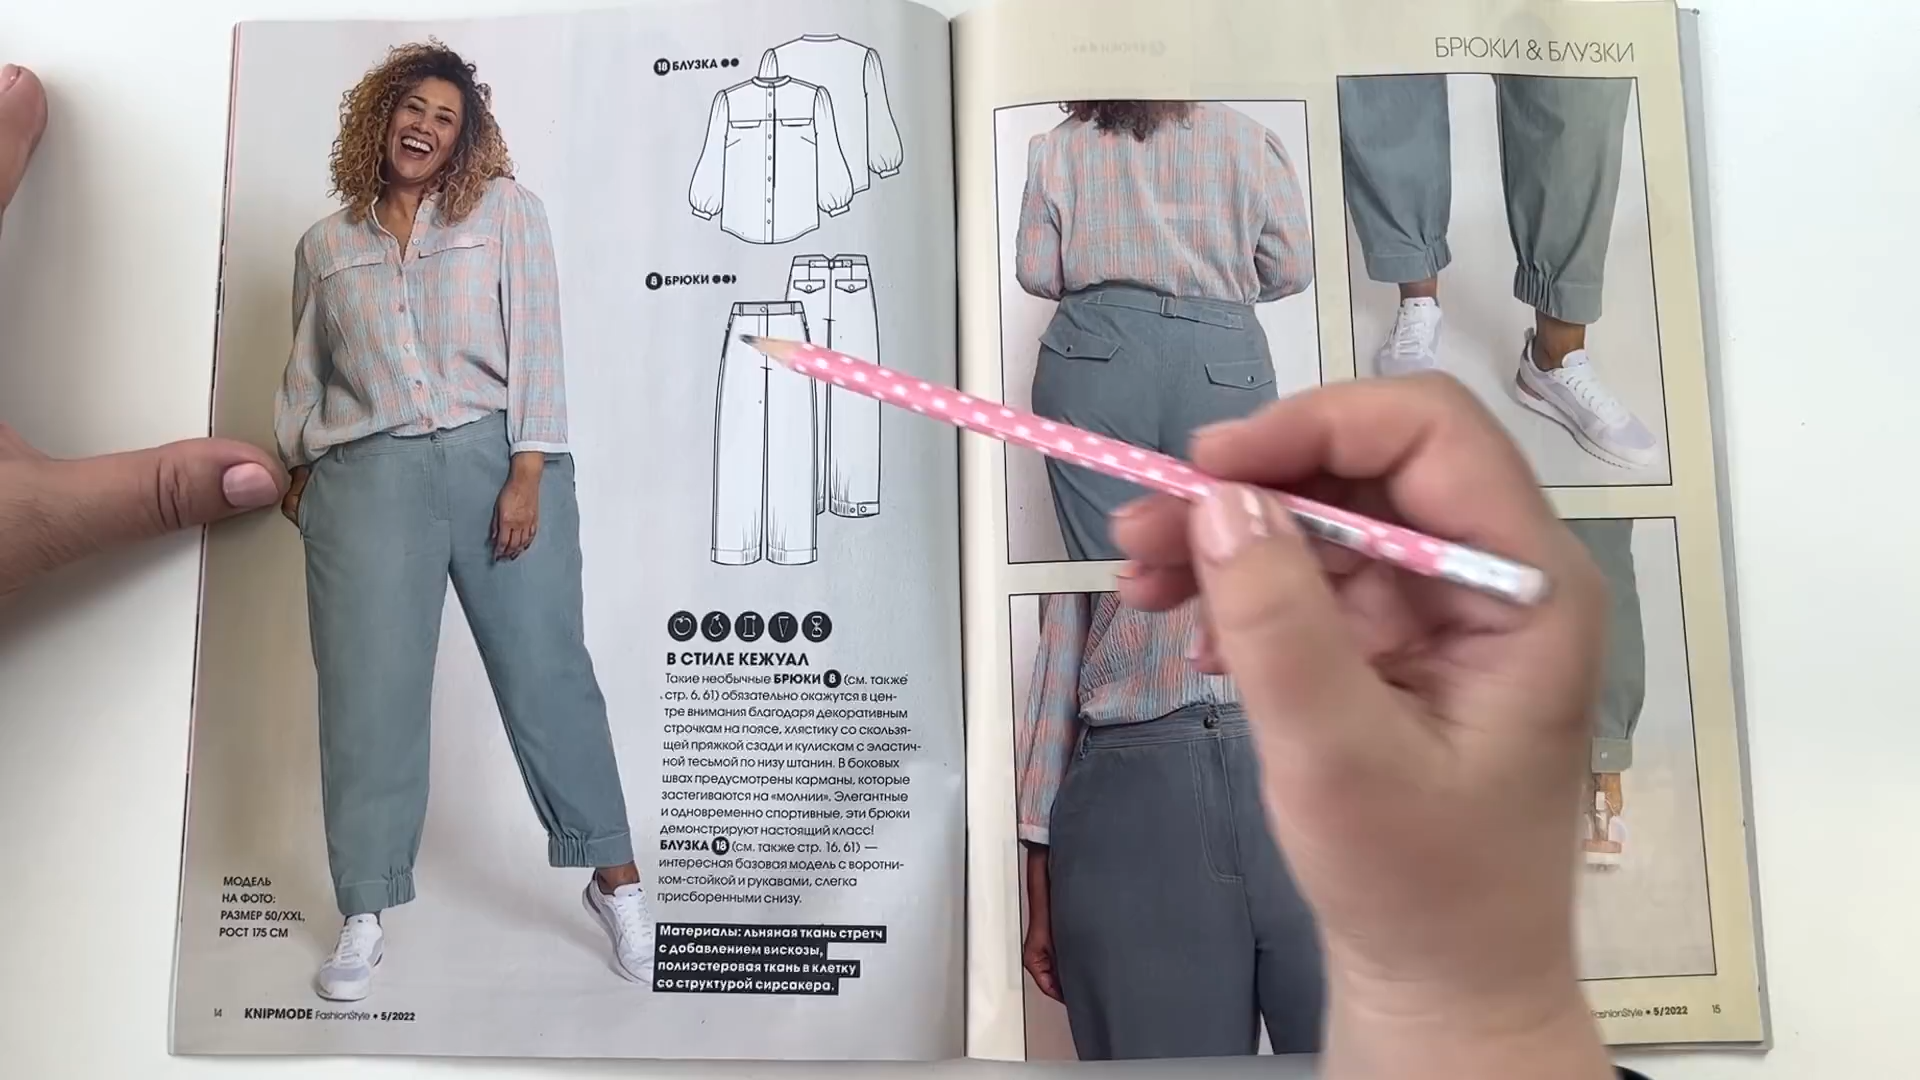 18 БЛУЗКА
8 БРЮКИ
В СТИЛЕ КЕЖУАЛ
Такие необычные БРЮКИ 8 (см. также
стр. 6, 61) обязательно окажутся в цен-
тре внимания благодаря декоративным
строчкам на поясе, хлястику со скользя-
щей пряжкой сзади и кулискам с эластич-
ной тесьмой по низу штанин. В боковых
швах предусмотрены карманы, которые
застегиваются на «молнии». Элегантные
и одновременно спортивные, эти брюки
демонстрируют настоящий класс!
БЛУЗКА 18 (см. также стр. 16, 61) —
интересная базовая модель с воротни-
ком-стойкой и рукавами, слегка
присборенными снизу.
Материалы: льняная ткань стретч
с добавлением вискозы,
полиэстеровая ткань в клетку
со структурой сирсакера.
МОДЕЛЬ
НА ФОТО:
РАЗМЕР 50/XXL,
РОСТ 175 СМ
14 KNIPMODE FashionStyle • 5/2022
БРЮКИ & БЛУЗКИ
FashionStyle • 5/2022 15